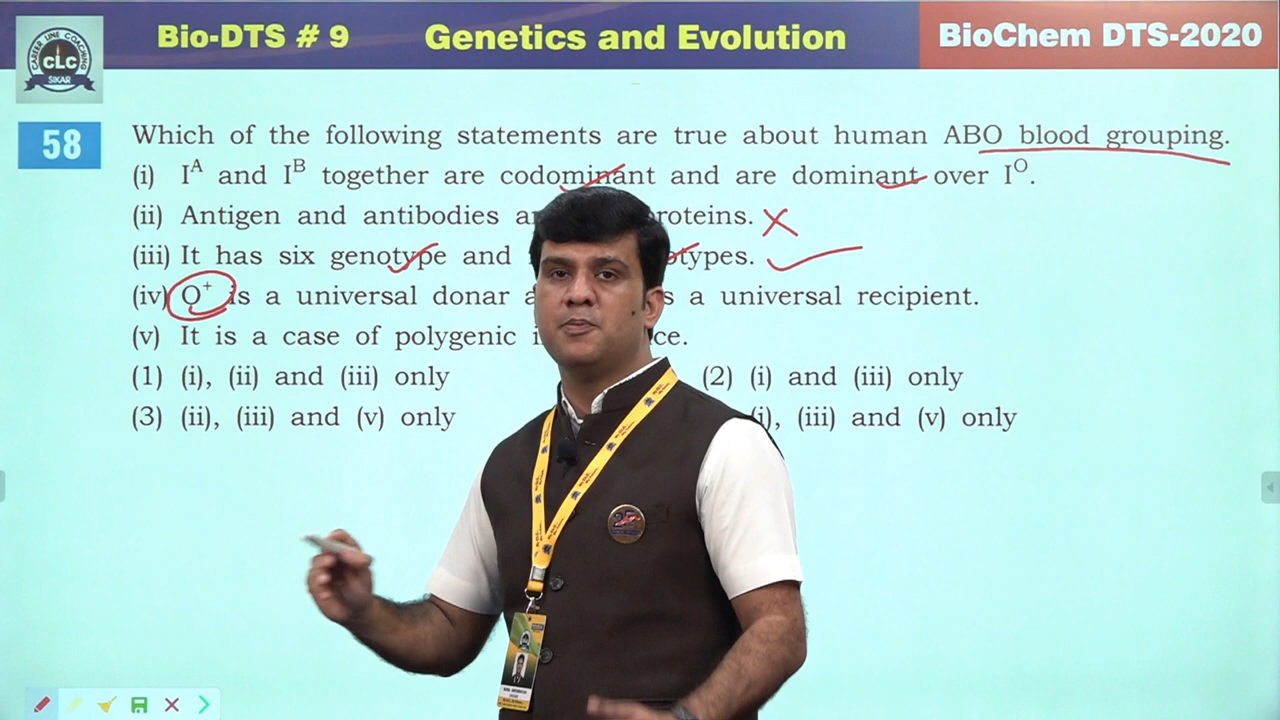 CAREER LINE COACHING
CLC
SIKAR
Bio-DTS # 9
Genetics and Evolution
BioChem DTS-2020
58
Which of the following statements are true about human ABO blood grouping.
(i) Iᴬ and Iᴮ together are codominant and are dominant over Iᴼ.
(ii) Antigen and antibodies proteins.
(iii) It has six genotype and
(iv) O⁺ is a universal donar a universal recipient.
(v) It is a case of polygenic
(1) (i), (ii) and (iii) only
(2) (i) and (iii) only
(3) (ii), (iii) and (v) only
(i), (iii) and (v) only